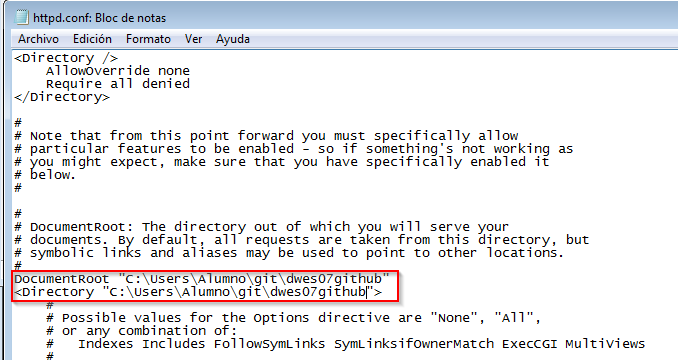 httpd.conf: Bloc de notas
Archivo Edición Formato Ver Ayuda
<Directory />
    AllowOverride none
    Require all denied
</Directory>

#
# Note that from this point forward you must specifically allow
# particular features to be enabled - so if something's not working as
# you might expect, make sure that you have specifically enabled it
# below.
#

#
# DocumentRoot: The directory out of which you will serve your
# documents. By default, all requests are taken from this directory, but
# symbolic links and aliases may be used to point to other locations.
#
DocumentRoot "C:\Users\Alumno\git\dwes07github"
<Directory "C:\Users\Alumno\git\dwes07github">
    #
    # Possible values for the Options directive are "None", "All",
    # or any combination of:
    #   Indexes Includes FollowSymLinks SymLinksifOwnerMatch ExecCGI MultiViews
    #